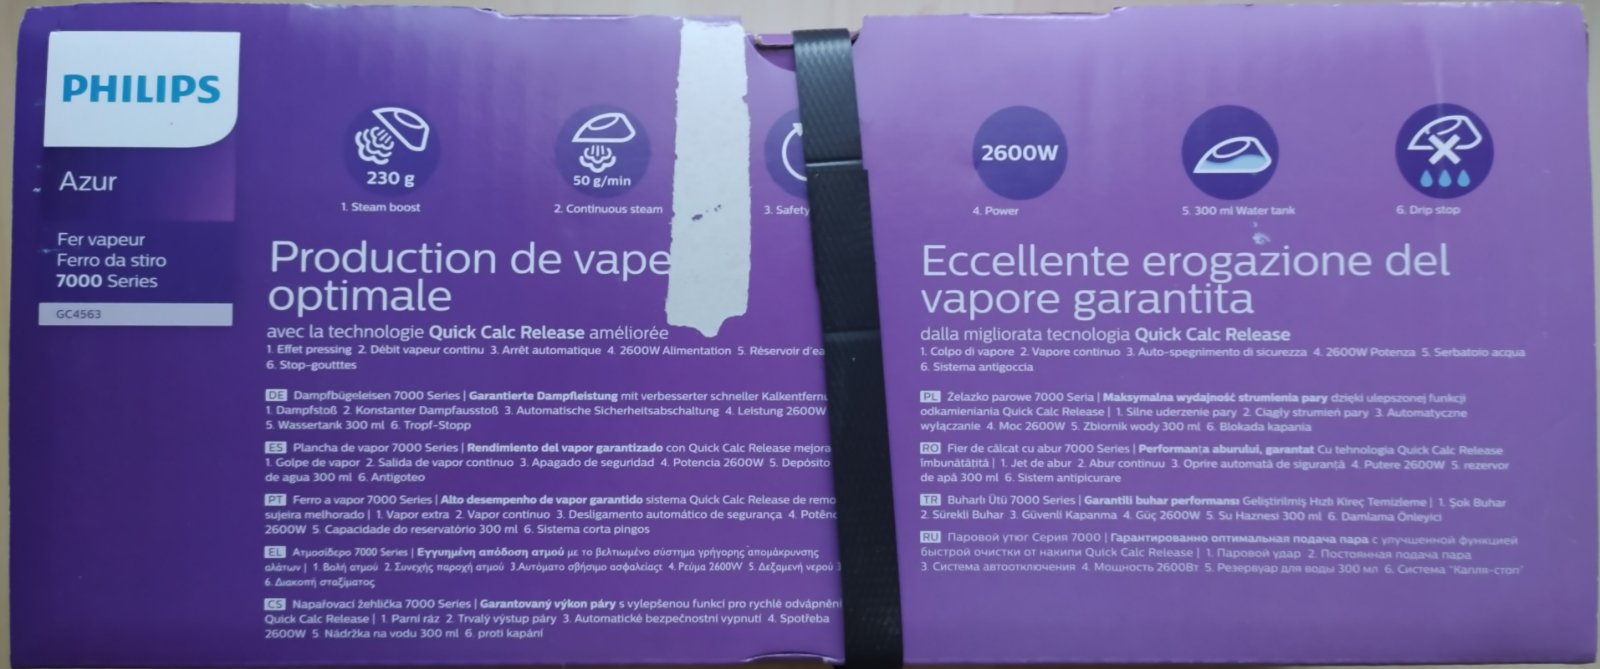 PHILIPS
Azur
Fer vapeur
Ferro da stiro
7000 Series
GC4563
230 g
1. Steam boost
50 g/min
2. Continuous steam
3. Safety
2600W
4. Power
5. 300 ml Water tank
6. Drip stop
Production de vape
optimale
avec la technologie Quick Calc Release améliorée
1. Effet pressing 2. Débit vapeur continu 3. Arrêt automatique 4. 2600W Alimentation 5. Réservoir d'ea
6. Stop-goutttes
DE Dampfbügeleisen 7000 Series | Garantierte Dampfleistung mit verbesserter schneller Kalkentfernu
1. Dampfstoß 2. Konstanter Dampfausstoß 3. Automatische Sicherheitsabschaltung 4. Leistung 2600W
5. Wassertank 300 ml 6. Tropf-Stopp
ES Plancha de vapor 7000 Series | Rendimiento del vapor garantizado con Quick Calc Release mejora
1. Golpe de vapor 2. Salida de vapor continuo 3. Apagado de seguridad 4. Potencia 2600W 5. Depósito
de agua 300 ml 6. Antigoteo
PT Ferro a vapor 7000 Series | Alto desempenho de vapor garantido sistema Quick Calc Release de remo
sujeira melhorado | 1. Vapor extra 2. Vapor contínuo 3. Desligamento automático de segurança 4. Potênc
2600W 5. Capacidade do reservatório 300 ml 6. Sistema corta pingos
EL Ατμοσίδερο 7000 Series | Εγγυημένη απόδοση ατμού με το βελτιωμένο σύστημα γρήγορης απομάκρυνσης
αλάτων | 1. Βολή ατμού 2. Συνεχής παροχή ατμού 3.Αυτόματο σβήσιμο ασφαλείαςτ 4. Ρεύμα 2600W 5. Δεξαμενή νερού 3
6. Διακοπή σταξίματος
CS Napařovací žehlička 7000 Series | Garantovaný výkon páry s vylepšenou funkcí pro rychlé odvápnění
Quick Calc Release | 1. Parní ráz 2. Trvalý výstup páry 3. Automatické bezpečnostní vypnutí 4. Spotřeba
2600W 5. Nádržka na vodu 300 ml 6. proti kapání
Eccellente erogazione del
vapore garantita
dalla migliorata tecnologia Quick Calc Release
1. Colpo di vapore 2. Vapore continuo 3. Auto-spegnimento di sicurezza 4. 2600W Potenza 5. Serbatoio acqua
6. Sistema antigoccia
PL Żelazko parowe 7000 Seria | Maksymalna wydajność strumienia pary dzięki ulepszonej funkcji
odkamieniania Quick Calc Release | 1. Silne uderzenie pary 2. Ciągły strumień pary 3. Automatyczne
wyłączanie 4. Moc 2600W 5. Zbiornik wody 300 ml 6. Blokada kapania
RO Fier de călcat cu abur 7000 Series | Performanța aburului, garantat Cu tehnologia Quick Calc Release
îmbunătățită | 1. Jet de abur 2. Abur continuu 3. Oprire automată de siguranță 4. Putere 2600W 5. rezervor
de apă 300 ml 6. Sistem antipicurare
TR Buharlı Ütü 7000 Series | Garantili buhar performansı Geliştirilmiş Hızlı Kireç Temizleme | 1. Şok Buhar
2. Sürekli Buhar 3. Güvenli Kapanma 4. Güç 2600W 5. Su Haznesi 300 ml 6. Damlama Önleyici
RU Паровой утюг Серия 7000 | Гарантированно оптимальная подача пара с улучшенной функцией
быстрой очистки от накипи Quick Calc Release | 1. Паровой удар 2. Постоянная подача пара
3. Система автоотключения 4. Мощность 2600Вт 5. Резервуар для воды 300 мл 6. Система "Капля-стоп"